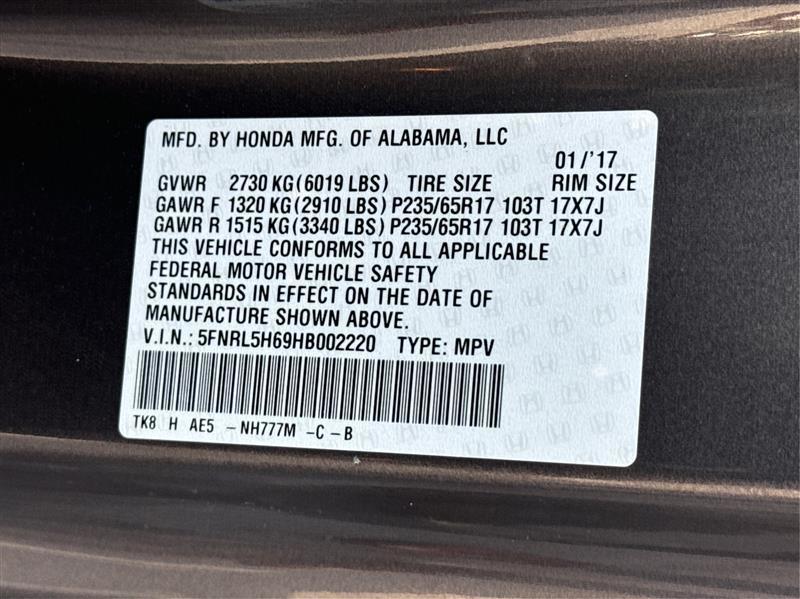 MFD. BY HONDA MFG. OF ALABAMA, LLC
01/'17
GVWR 2730 KG(6019 LBS) TIRE SIZE RIM SIZE
GAWR F 1320 KG(2910 LBS) P235/65R17 103T 17X7J
GAWR R 1515 KG(3340 LBS) P235/65R17 103T 17X7J
THIS VEHICLE CONFORMS TO ALL APPLICABLE
FEDERAL MOTOR VEHICLE SAFETY
STANDARDS IN EFFECT ON THE DATE OF
MANUFACTURE SHOWN ABOVE.
V.I.N.: 5FNRL5H69HB002220 TYPE: MPV
TK8 H AE5 -NH777M -C -B